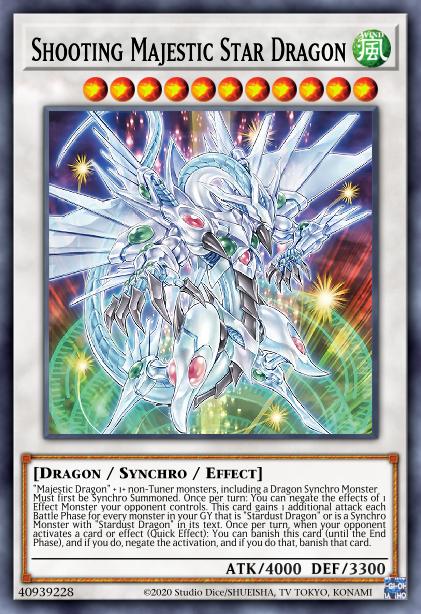 SHOOTING MAJESTIC STAR DRAGON
WIND
風
[DRAGON / SYNCHRO / EFFECT]
"Majestic Dragon" + 1+ non-Tuner monsters, including a Dragon Synchro Monster
Must first be Synchro Summoned. Once per turn: You can negate the effects of 1
Effect Monster your opponent controls. This card gains 1 additional attack each
Battle Phase for every monster in your GY that is "Stardust Dragon" or is a Synchro
Monster with "Stardust Dragon" in its text. Once per turn, when your opponent
activates a card or effect (Quick Effect): You can banish this card (until the End
Phase), and if you do, negate the activation, and if you do that, banish that card.
ATK/4000 DEF/3300
40939228
©2020 Studio Dice/SHUEISHA, TV TOKYO, KONAMI